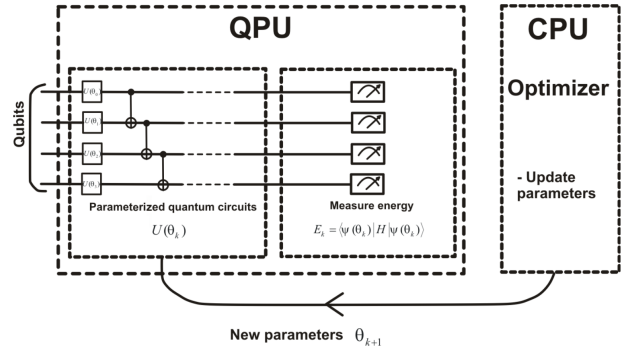 QPU
CPU
Optimizer
- Update
parameters
Qubits
Parameterized quantum circuits
U(θₖ)
Measure energy
Eₖ = ⟨ψ(θₖ)|H|ψ(θₖ)⟩
New parameters θₖ₊₁